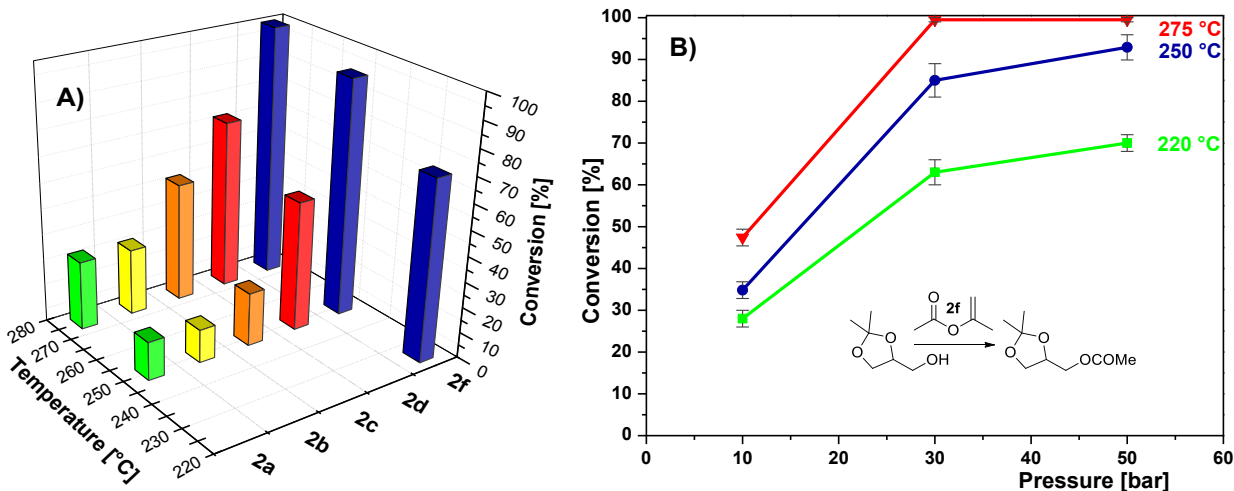 A)
100
90
80
70
60
50
40
30
20
10
0
Conversion [%]
280
270
260
250
240
230
220
Temperature [°C]
2a
2b
2c
2d
2f
B)
100
90
80
70
60
50
40
30
20
10
0
Conversion [%]
275 °C
250 °C
220 °C
O
2f
O
O
O
OH
O
O
OCOMe
0
10
20
30
40
50
60
Pressure [bar]